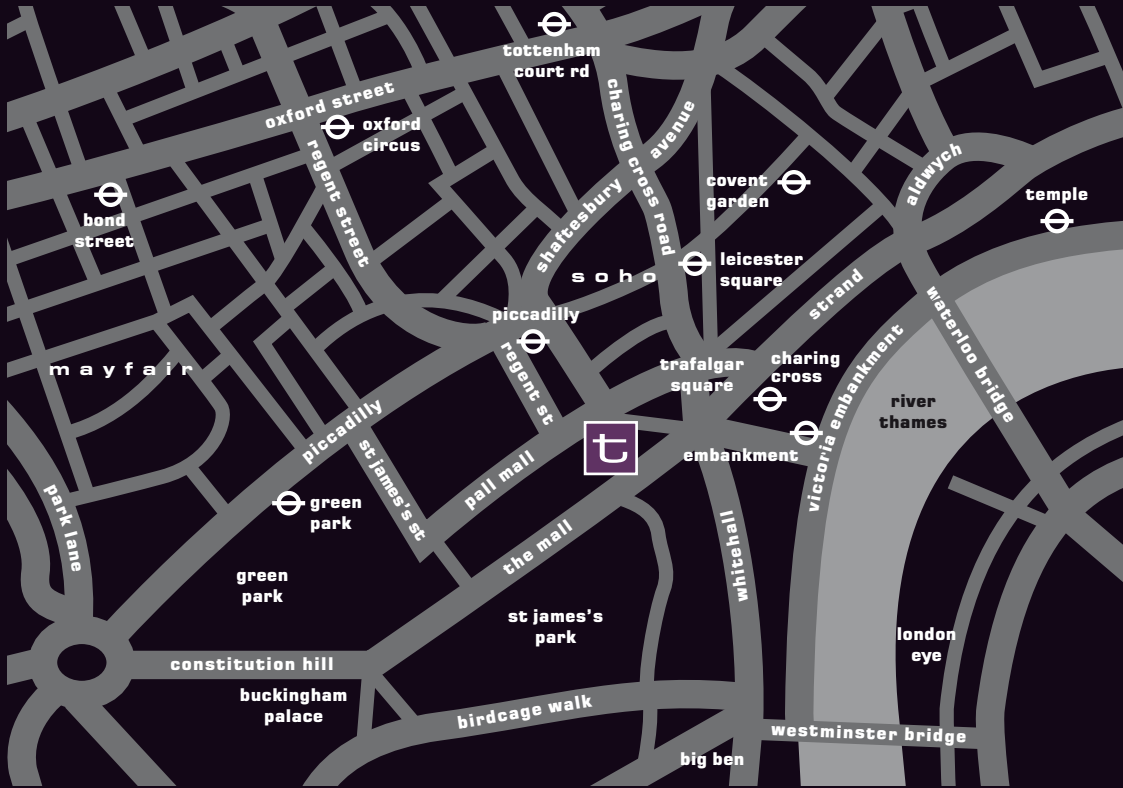 tottenham
court rd
oxford street
oxford
circus
charing cross road
shaftesbury avenue
regent street
bond
street
covent
garden
aldwych
temple
soho
leicester
square
strand
waterloo bridge
piccadilly
regent st
mayfair
trafalgar
square
charing
cross
victoria embankment
river
thames
piccadilly
st james's st
pall mall
t
embankment
park lane
green
park
the mall
whitehall
green
park
st james's
park
london
eye
constitution hill
buckingham
palace
birdcage walk
westminster bridge
big ben